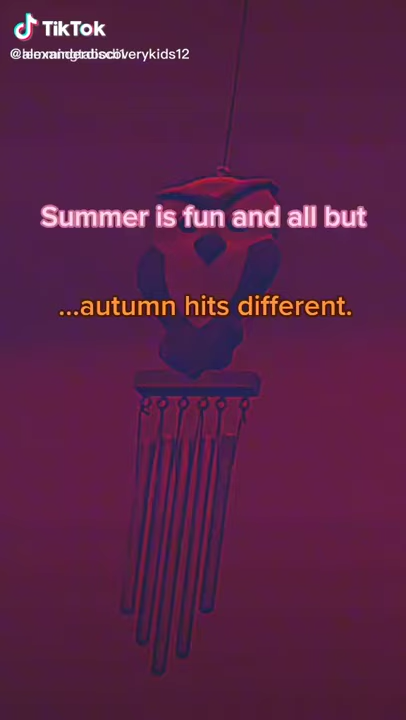 TikTok
Summer is fun and all but
...autumn hits different.